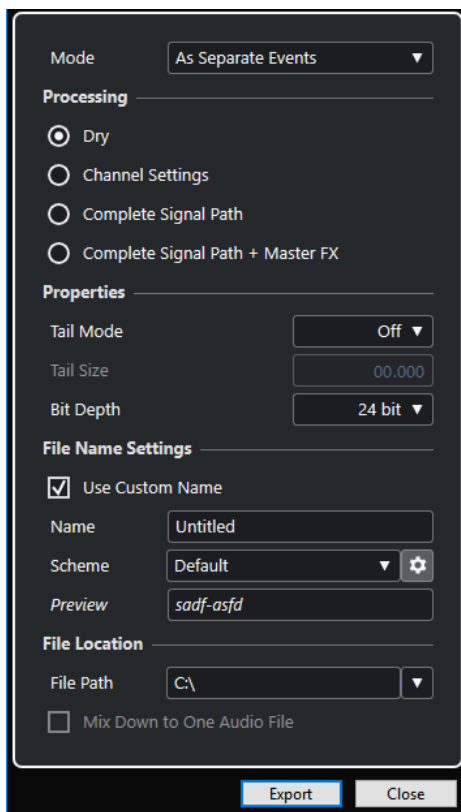 Mode As Separate Events
Processing
Dry
Channel Settings
Complete Signal Path
Complete Signal Path + Master FX
Properties
Tail Mode Off
Tail Size 00.000
Bit Depth 24 bit
File Name Settings
Use Custom Name
Name Untitled
Scheme Default
Preview sadf-asfd
File Location
File Path C:\
Mix Down to One Audio File
Export Close